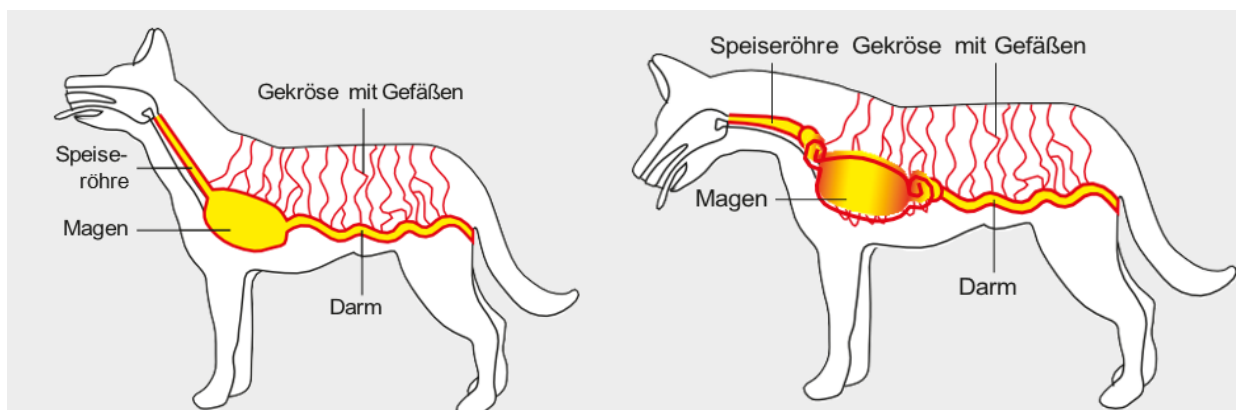 Gekröse mit Gefäßen
Speise-
röhre
Magen
Darm
Speiseröhre Gekröse mit Gefäßen
Magen
Darm